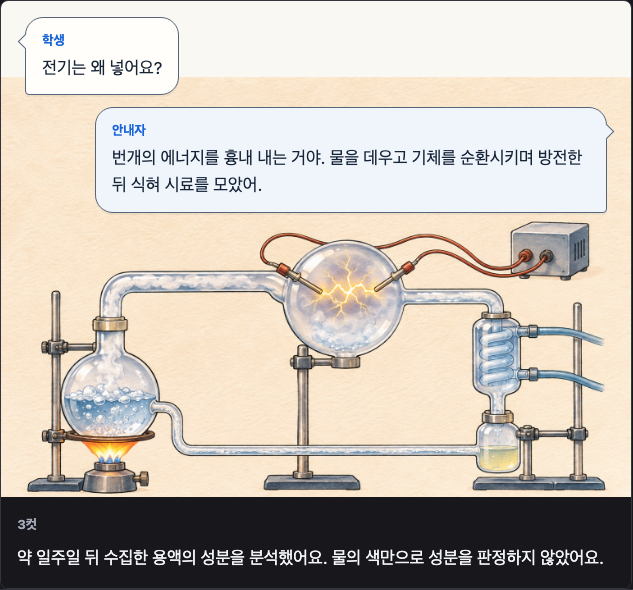 학생
전기는 왜 넣어요?
안내자
번개의 에너지를 흉내 내는 거야. 물을 데우고 기체를 순환시키며 방전한
뒤 식혀 시료를 모았어.
3컷
약 일주일 뒤 수집한 용액의 성분을 분석했어요. 물의 색만으로 성분을 판정하지 않았어요.